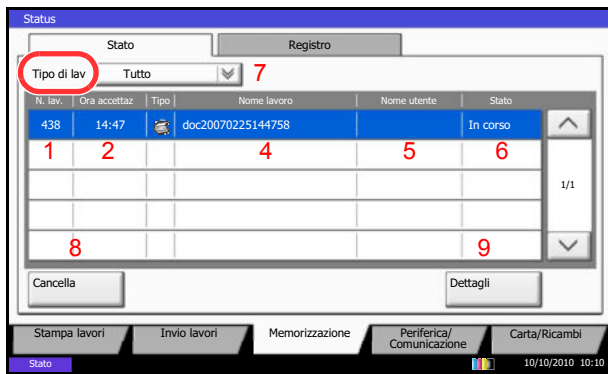 Status
Stato Registro
Tipo di lav Tutto 7
N. lav. Ora accettaz Tipo Nome lavoro Nome utente Stato
438 14:47 doc20070225144758 In corso
1 2 4 5 6
1/1
8 9
Cancella Dettagli
Stampa lavori Invio lavori Memorizzazione Periferica/ Comunicazione Carta/Ricambi
Stato 10/10/2010 10:10